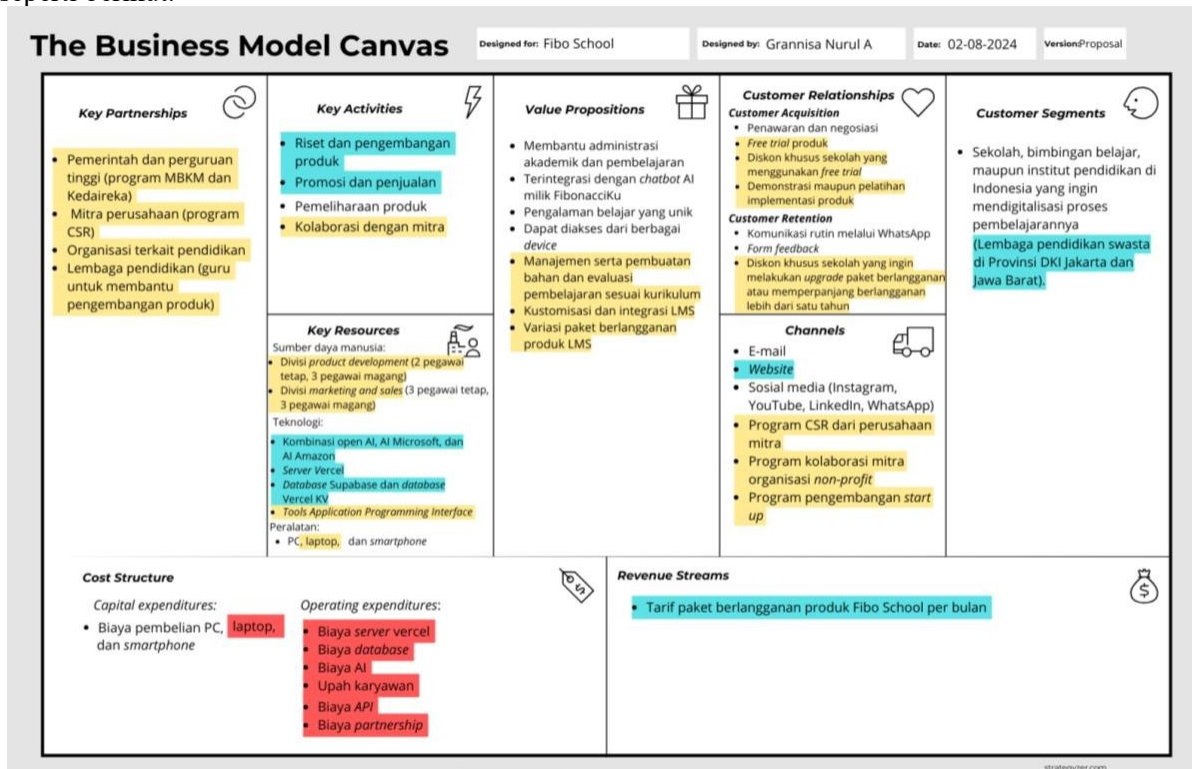 The Business Model Canvas
Designed for: Fibo School
Designed by: Grannisa Nurul A
Date: 02-08-2024
Version: Proposal
Key Partnerships
• Pemerintah dan perguruan
tinggi (program MBKM dan
Kedaireka)
• Mitra perusahaan (program
CSR)
• Organisasi terkait pendidikan
• Lembaga pendidikan (guru
untuk membantu
pengembangan produk)
Key Activities
• Riset dan pengembangan
produk
• Promosi dan penjualan
• Pemeliharaan produk
• Kolaborasi dengan mitra
Key Resources
Sumber daya manusia:
• Divisi product development (2 pegawai
tetap, 3 pegawai magang)
• Divisi marketing and sales (3 pegawai tetap,
3 pegawai magang)
Teknologi:
• Kombinasi open AI, AI Microsoft, dan
AI Amazon
• Server Vercel
• Database Supabase dan database
Vercel KV
• Tools Application Programming Interface
Peralatan:
• PC, laptop, dan smartphone
Value Propositions
• Membantu administrasi
akademik dan pembelajaran
• Terintegrasi dengan chatbot AI
milik FibonacciKu
• Pengalaman belajar yang unik
• Dapat diakses dari berbagai
device
• Manajemen serta pembuatan
bahan dan evaluasi
pembelajaran sesuai kurikulum
• Kustomisasi dan integrasi LMS
• Variasi paket berlangganan
produk LMS
Customer Relationships
Customer Acquisition
• Penawaran dan negosiasi
• Free trial produk
• Diskon khusus sekolah yang
menggunakan free trial
• Demonstrasi maupun pelatihan
implementasi produk
Customer Retention
• Komunikasi rutin melalui WhatsApp
• Form feedback
• Diskon khusus sekolah yang ingin
melakukan upgrade paket berlangganan
atau memperpanjang berlangganan
lebih dari satu tahun
Channels
• E-mail
• Website
• Sosial media (Instagram,
YouTube, LinkedIn, WhatsApp)
• Program CSR dari perusahaan
mitra
• Program kolaborasi mitra
organisasi non-profit
• Program pengembangan start
up
Customer Segments
• Sekolah, bimbingan belajar,
maupun institut pendidikan di
Indonesia yang ingin
mendigitalisasi proses
pembelajarannya
(Lembaga pendidikan swasta
di Provinsi DKI Jakarta dan
Jawa Barat).
Cost Structure
Capital expenditures:
• Biaya pembelian PC, laptop,
dan smartphone
Operating expenditures:
• Biaya server vercel
• Biaya database
• Biaya AI
• Upah karyawan
• Biaya API
• Biaya partnership
Revenue Streams
• Tarif paket berlangganan produk Fibo School per bulan